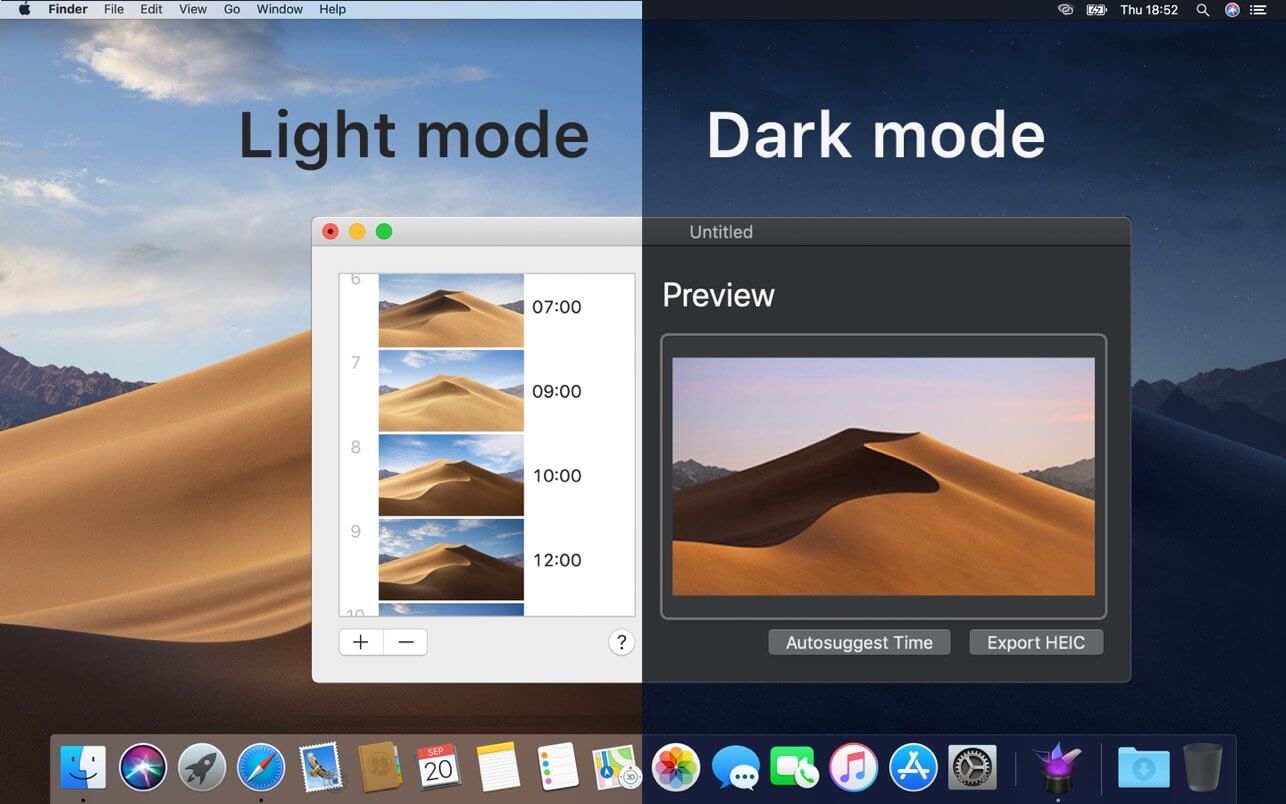 Finder File Edit View Go Window Help
Thu 18:52
Light mode
Dark mode
Untitled
6
07:00
7
09:00
8
10:00
9
12:00
10
+ −
?
Preview
Autosuggest Time
Export HEIC
SEP
20
3D